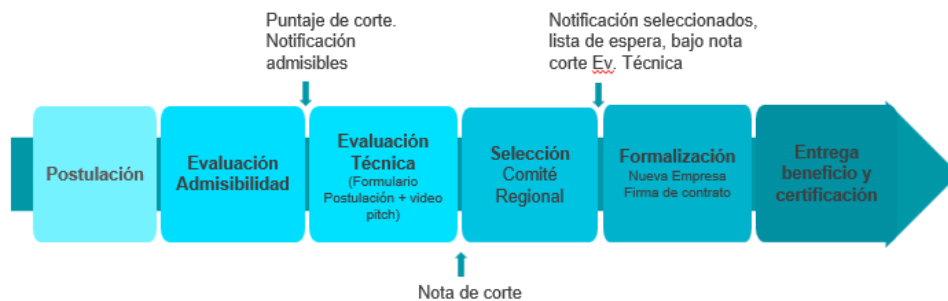 Puntaje de corte.
Notificación
admisibles
Notificación seleccionados,
lista de espera, bajo nota
corte Ev. Técnica
Postulación
Evaluación
Admisibilidad
Evaluación
Técnica
(Formulario
Postulación + video
pitch)
Selección
Comité
Regional
Formalización
Nueva Empresa
Firma de contrato
Entrega
beneficio y
certificación
Nota de corte